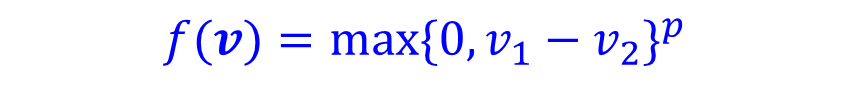 f(v) = max{0, v₁ − v₂}ᵖ